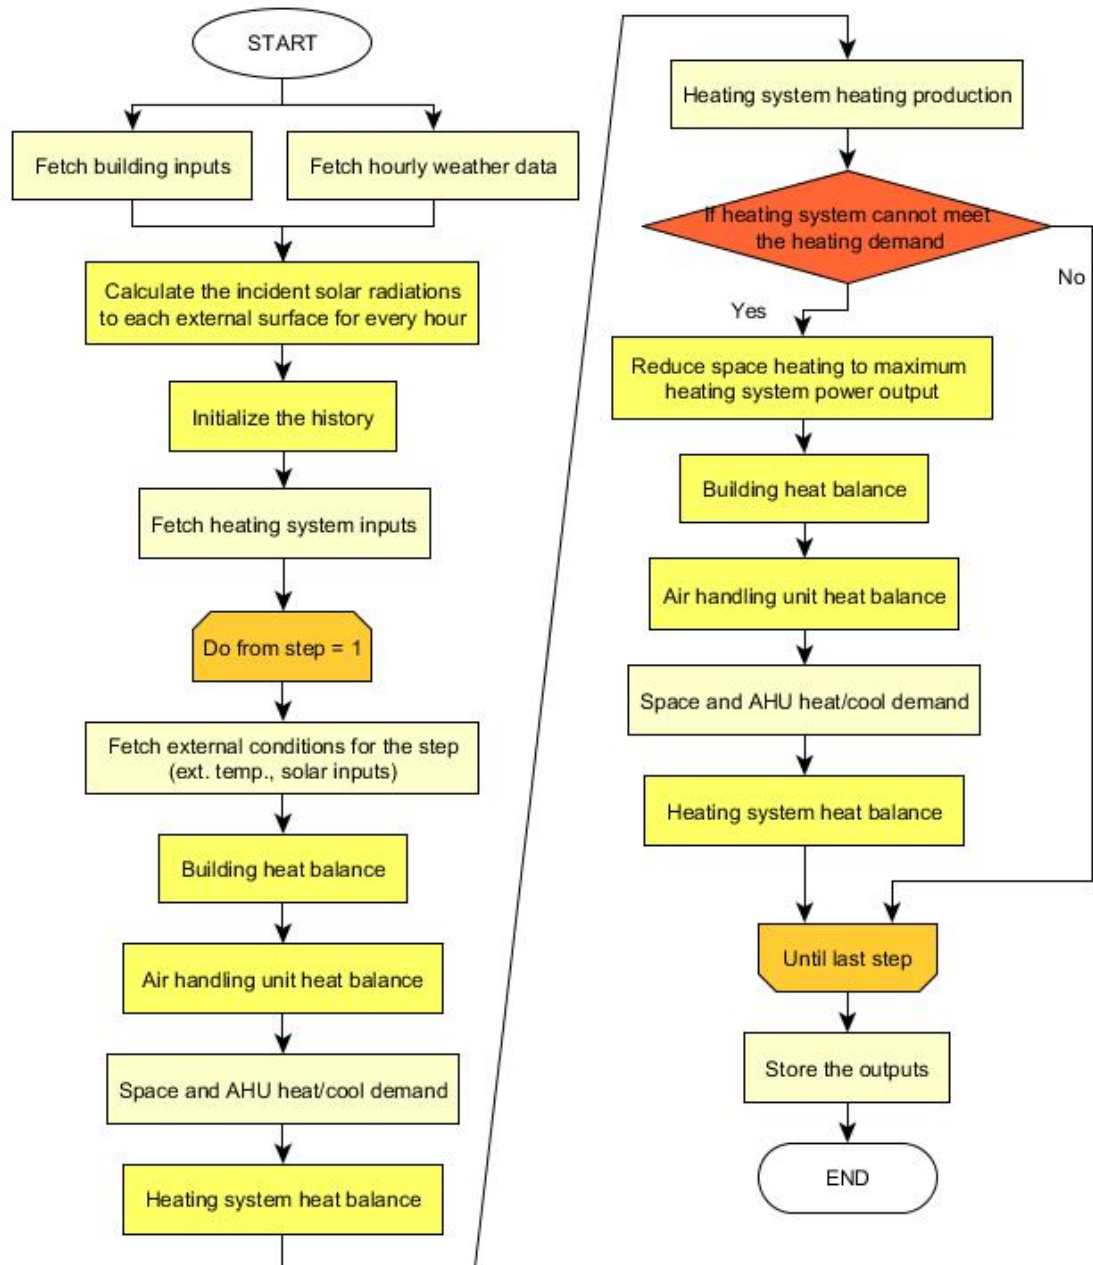 START
Fetch building inputs
Fetch hourly weather data
Calculate the incident solar radiations
to each external surface for every hour
Initialize the history
Fetch heating system inputs
Do from step = 1
Fetch external conditions for the step
(ext. temp., solar inputs)
Building heat balance
Air handling unit heat balance
Space and AHU heat/cool demand
Heating system heat balance
Heating system heating production
If heating system cannot meet
the heating demand
No
Yes
Reduce space heating to maximum
heating system power output
Building heat balance
Air handling unit heat balance
Space and AHU heat/cool demand
Heating system heat balance
Until last step
Store the outputs
END